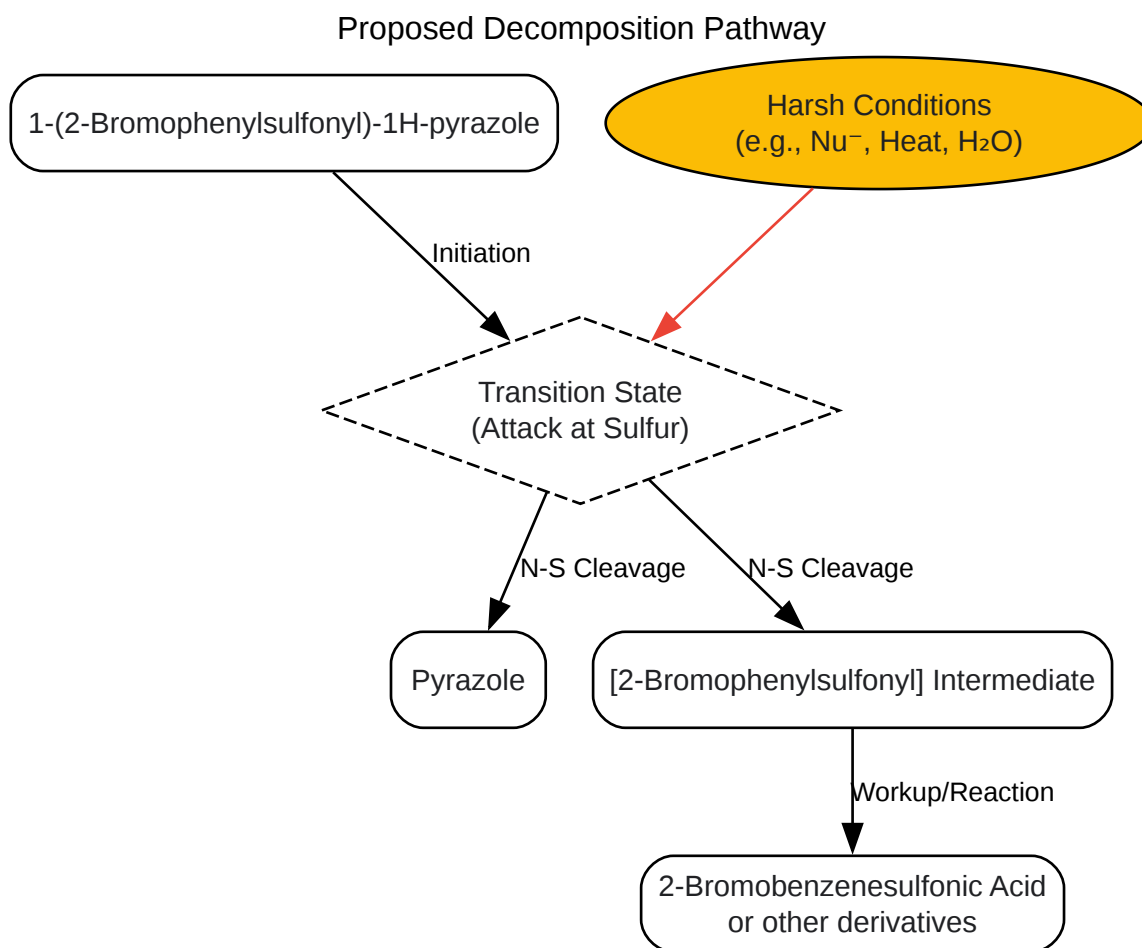 Proposed Decomposition Pathway
1-(2-Bromophenylsulfonyl)-1H-pyrazole
Harsh Conditions
(e.g., Nu⁻, Heat, H₂O)
Initiation
Transition State
(Attack at Sulfur)
N-S Cleavage
N-S Cleavage
Pyrazole
[2-Bromophenylsulfonyl] Intermediate
Workup/Reaction
2-Bromobenzenesulfonic Acid
or other derivatives